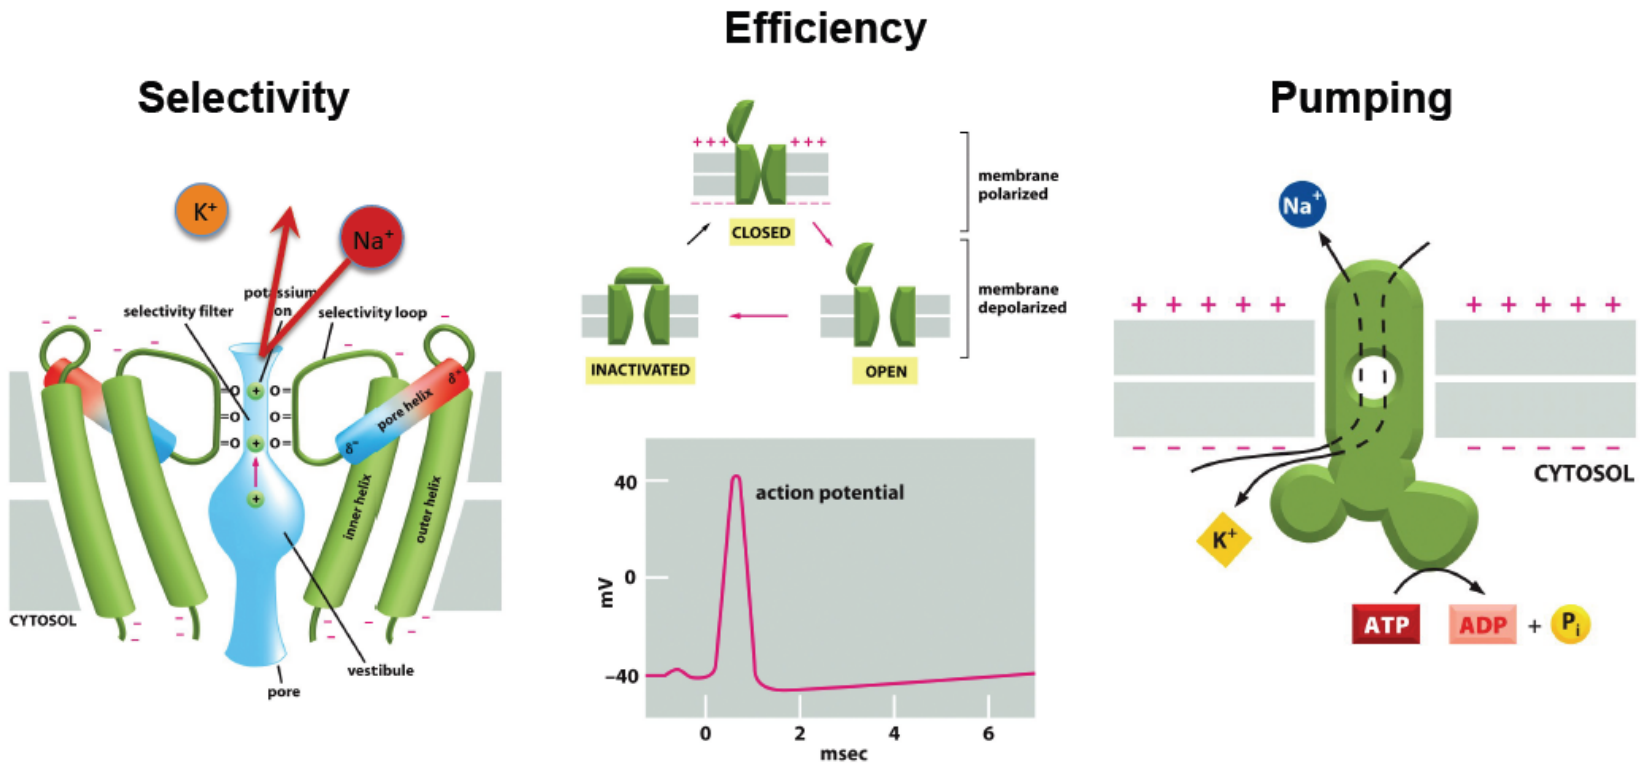 Selectivity
K⁺
Na⁺
potassium
ion
selectivity filter
selectivity loop
=O + O=
=O O=
=O + O=
+
δ⁺
pore helix
δ⁻
inner helix
outer helix
CYTOSOL
vestibule
pore
Efficiency
+++ +++
CLOSED
membrane
polarized
INACTIVATED
OPEN
membrane
depolarized
action potential
mV
40
0
−40
0 2 4 6
msec
Pumping
Na⁺
+ + + + + + + + + +
− − − − − − − − − −
CYTOSOL
K⁺
ATP ADP + Pᵢ